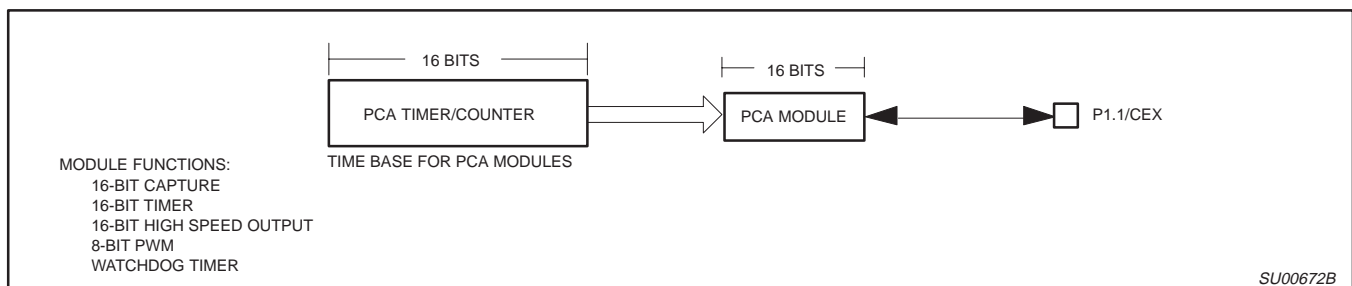 16 BITS
16 BITS
PCA TIMER/COUNTER
PCA MODULE
P1.1/CEX
TIME BASE FOR PCA MODULES
MODULE FUNCTIONS:
16-BIT CAPTURE
16-BIT TIMER
16-BIT HIGH SPEED OUTPUT
8-BIT PWM
WATCHDOG TIMER
SU00672B